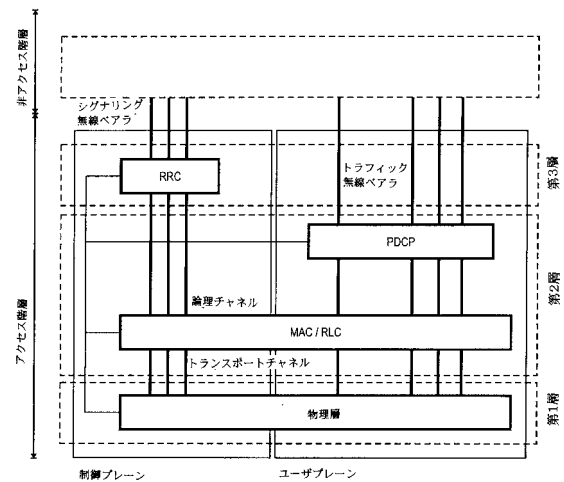 非アクセス階層
シグナリング
無線ベアラ
トラフィック
無線ベアラ
RRC
第3層
PDCP
第2層
論理チャネル
MAC / RLC
アクセス階層
トランスポートチャネル
物理層
第1層
制御プレーン
ユーザプレーン